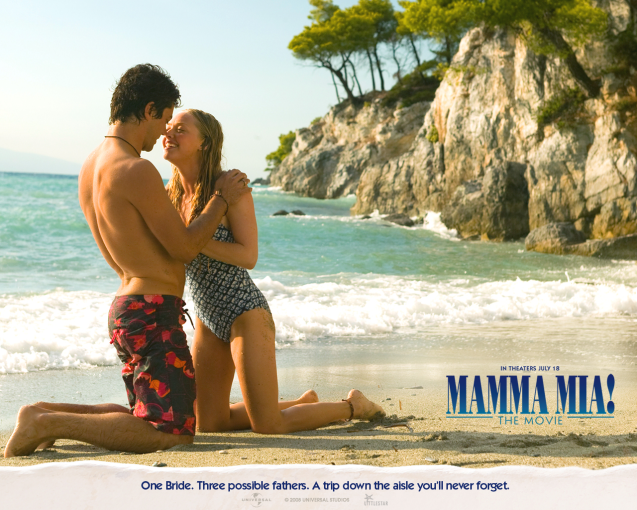 IN THEATERS JULY 18
MAMMA MIA!
THE MOVIE
One Bride. Three possible fathers. A trip down the aisle you'll never forget.
UNIVERSAL
© 2008 UNIVERSAL STUDIOS